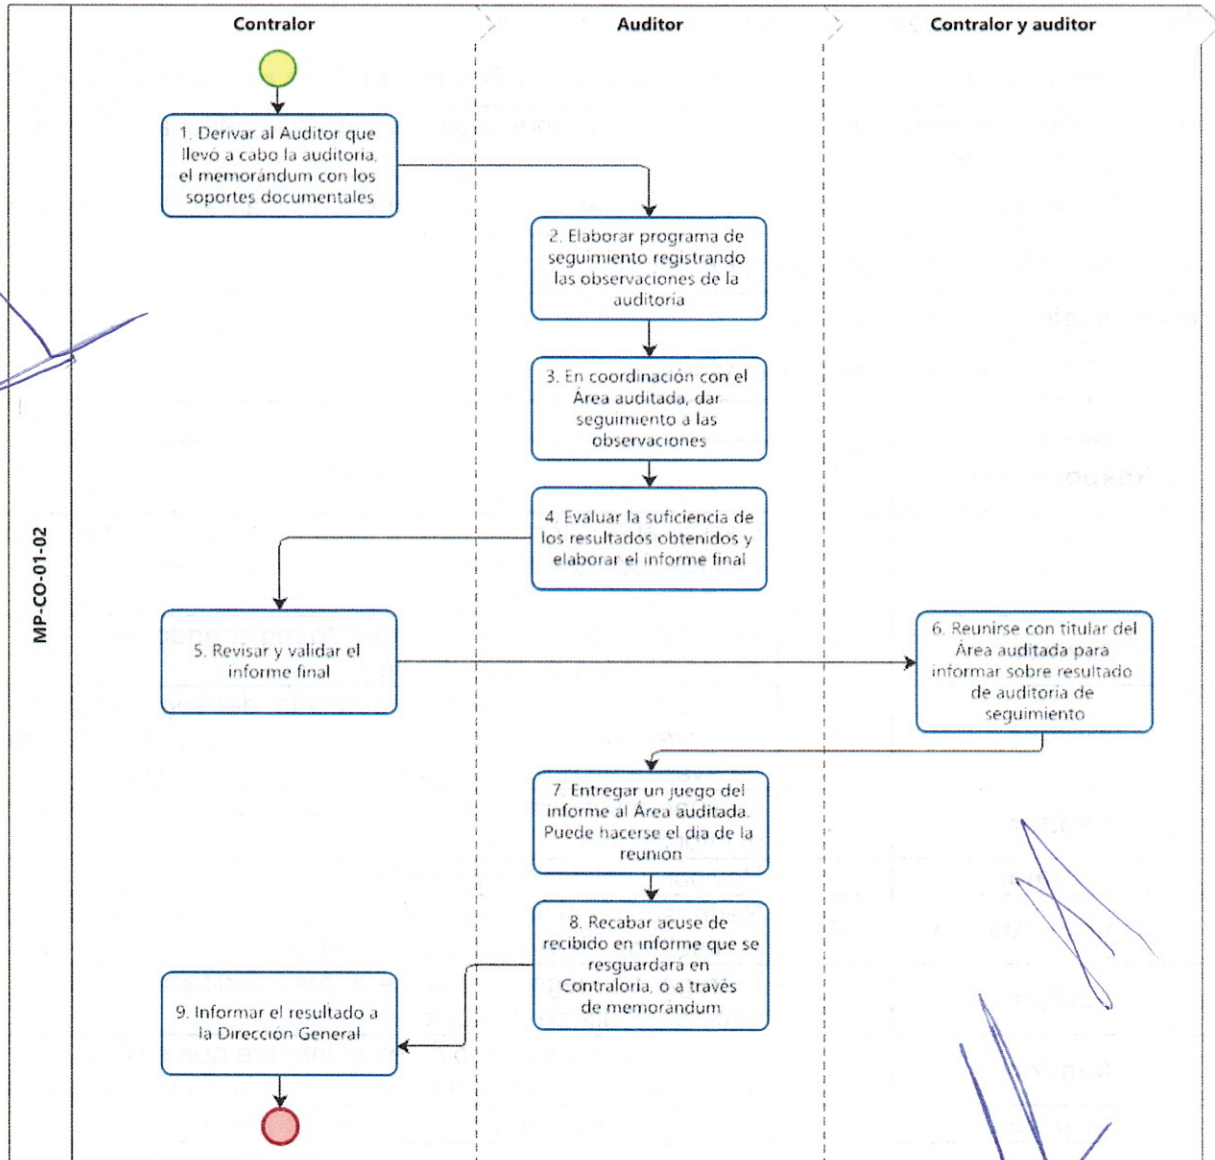 Contralor
Auditor
Contralor y auditor
MP-CO-01-02
1. Derivar al Auditor que
llevó a cabo la auditoría,
el memorándum con los
soportes documentales
2. Elaborar programa de
seguimiento registrando
las observaciones de la
auditoría
3. En coordinación con el
Área auditada, dar
seguimiento a las
observaciones
4. Evaluar la suficiencia de
los resultados obtenidos y
elaborar el informe final
5. Revisar y validar el
informe final
6. Reunirse con titular del
Área auditada para
informar sobre resultado
de auditoría de
seguimiento
7. Entregar un juego del
informe al Área auditada.
Puede hacerse el día de la
reunión
8. Recabar acuse de
recibido en informe que se
resguardará en
Contraloría, o a través
de memorándum
9. Informar el resultado a
la Dirección General